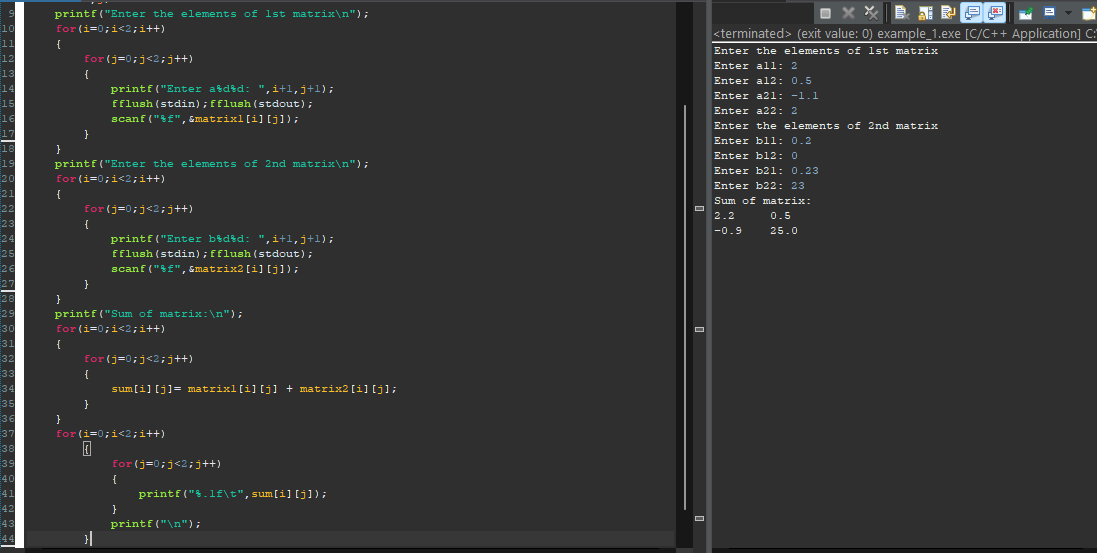 9 printf("Enter the elements of 1st matrix\n");
10 for(i=0;i<2;i++)
11 {
12 for(j=0;j<2;j++)
13 {
14 printf("Enter a%d%d: ",i+1,j+1);
15 fflush(stdin);fflush(stdout);
16 scanf("%f",&matrix1[i][j]);
17 }
18 }
19 printf("Enter the elements of 2nd matrix\n");
20 for(i=0;i<2;i++)
21 {
22 for(j=0;j<2;j++)
23 {
24 printf("Enter b%d%d: ",i+1,j+1);
25 fflush(stdin);fflush(stdout);
26 scanf("%f",&matrix2[i][j]);
27 }
28 }
29 printf("Sum of matrix:\n");
30 for(i=0;i<2;i++)
31 {
32 for(j=0;j<2;j++)
33 {
34 sum[i][j]= matrix1[i][j] + matrix2[i][j];
35 }
36 }
37 for(i=0;i<2;i++)
38 {
39 for(j=0;j<2;j++)
40 {
41 printf("%.1f\t",sum[i][j]);
42 }
43 printf("\n");
44 }
<terminated> (exit value: 0) example_1.exe [C/C++ Application] C:
Enter the elements of 1st matrix
Enter a11: 2
Enter a12: 0.5
Enter a21: -1.1
Enter a22: 2
Enter the elements of 2nd matrix
Enter b11: 0.2
Enter b12: 0
Enter b21: 0.23
Enter b22: 23
Sum of matrix:
2.2 0.5
-0.9 25.0